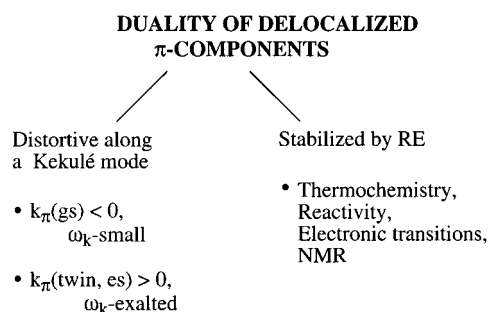 DUALITY OF DELOCALIZED
π-COMPONENTS
Distortive along
a Kekulé mode
• kπ(gs) < 0,
ωk-small
• kπ(twin, es) > 0,
ωk-exalted
Stabilized by RE
• Thermochemistry,
Reactivity,
Electronic transitions,
NMR